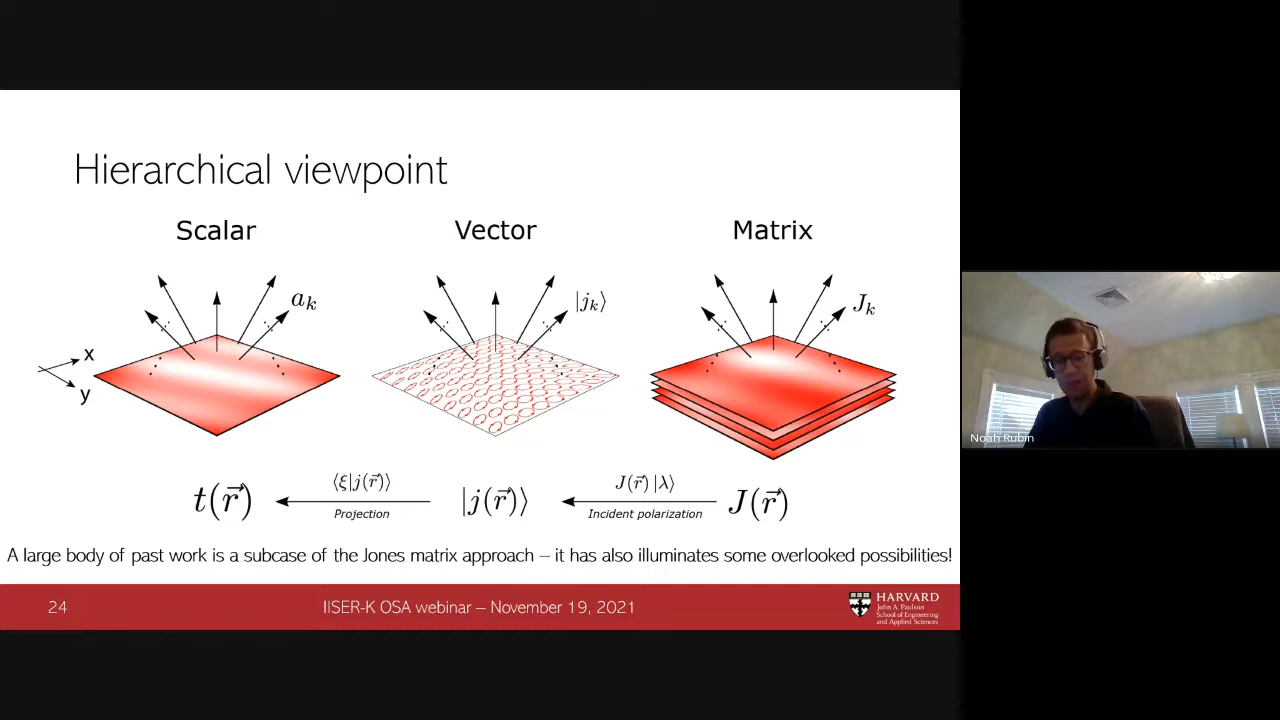 Hierarchical viewpoint
Scalar
Vector
Matrix
a_k
|j_k⟩
J_k
x
y
⟨ξ|j(r⃗)⟩
J(r⃗)|λ⟩
t(r⃗)
Projection
|j(r⃗)⟩
Incident polarization
J(r⃗)
A large body of past work is a subcase of the Jones matrix approach – it has also illuminates some overlooked possibilities!
24
IISER-K OSA webinar – November 19, 2021
HARVARD
John A. Paulson
School of Engineering
and Applied Sciences
Noah Rubin